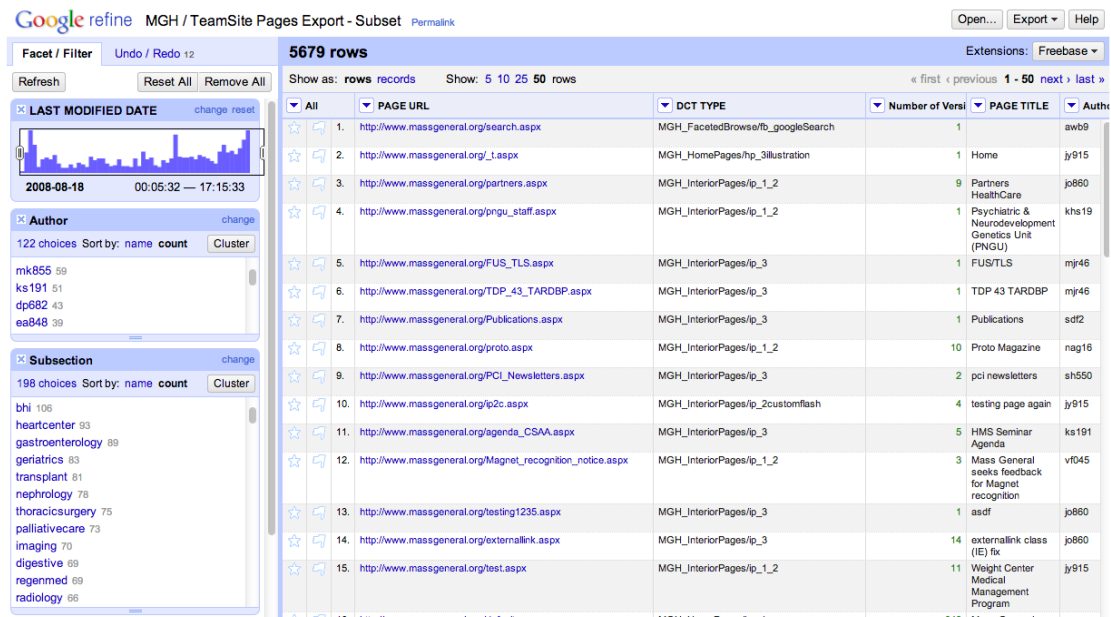 Google refine MGH / TeamSite Pages Export - Subset Permalink
Open... Export Help
Facet / Filter Undo / Redo 12
Refresh Reset All Remove All
LAST MODIFIED DATE change reset
2008-08-18 00:05:32 — 17:15:33
Author change
122 choices Sort by: name count Cluster
mk855 59
ks191 51
dp682 43
ea848 39
Subsection change
198 choices Sort by: name count Cluster
bhi 106
heartcenter 93
gastroenterology 89
geriatrics 83
transplant 81
nephrology 78
thoracicsurgery 75
palliativecare 73
imaging 70
digestive 69
regenmed 69
radiology 66
5679 rows Extensions: Freebase
Show as: rows records Show: 5 10 25 50 rows « first ‹ previous 1 - 50 next › last »
All PAGE URL DCT TYPE Number of Versi PAGE TITLE Autho
1. http://www.massgeneral.org/search.aspx MGH_FacetedBrowse/fb_googleSearch 1 awb9
2. http://www.massgeneral.org/_t.aspx MGH_HomePages/hp_3illustration 1 Home jy915
3. http://www.massgeneral.org/partners.aspx MGH_InteriorPages/ip_1_2 9 Partners jo860
HealthCare
4. http://www.massgeneral.org/pngu_staff.aspx MGH_InteriorPages/ip_1_2 1 Psychiatric & khs19
Neurodevelopment
Genetics Unit
(PNGU)
5. http://www.massgeneral.org/FUS_TLS.aspx MGH_InteriorPages/ip_3 1 FUS/TLS mjr46
6. http://www.massgeneral.org/TDP_43_TARDBP.aspx MGH_InteriorPages/ip_3 1 TDP 43 TARDBP mjr46
7. http://www.massgeneral.org/Publications.aspx MGH_InteriorPages/ip_3 1 Publications sdf2
8. http://www.massgeneral.org/proto.aspx MGH_InteriorPages/ip_1_2 10 Proto Magazine nag16
9. http://www.massgeneral.org/PCI_Newsletters.aspx MGH_InteriorPages/ip_3 2 pci newsletters sh550
10. http://www.massgeneral.org/ip2c.aspx MGH_InteriorPages/ip_2customflash 4 testing page again jy915
11. http://www.massgeneral.org/agenda_CSAA.aspx MGH_InteriorPages/ip_3 5 HMS Seminar ks191
Agenda
12. http://www.massgeneral.org/Magnet_recognition_notice.aspx MGH_InteriorPages/ip_1_2 3 Mass General vf045
seeks feedback
for Magnet
recognition
13. http://www.massgeneral.org/testing1235.aspx MGH_InteriorPages/ip_3 1 asdf jo860
14. http://www.massgeneral.org/externallink.aspx MGH_InteriorPages/ip_3 14 externallink class jo860
(IE) fix
15. http://www.massgeneral.org/test.aspx MGH_InteriorPages/ip_1_2 11 Weight Center jy915
Medical
Management
Program